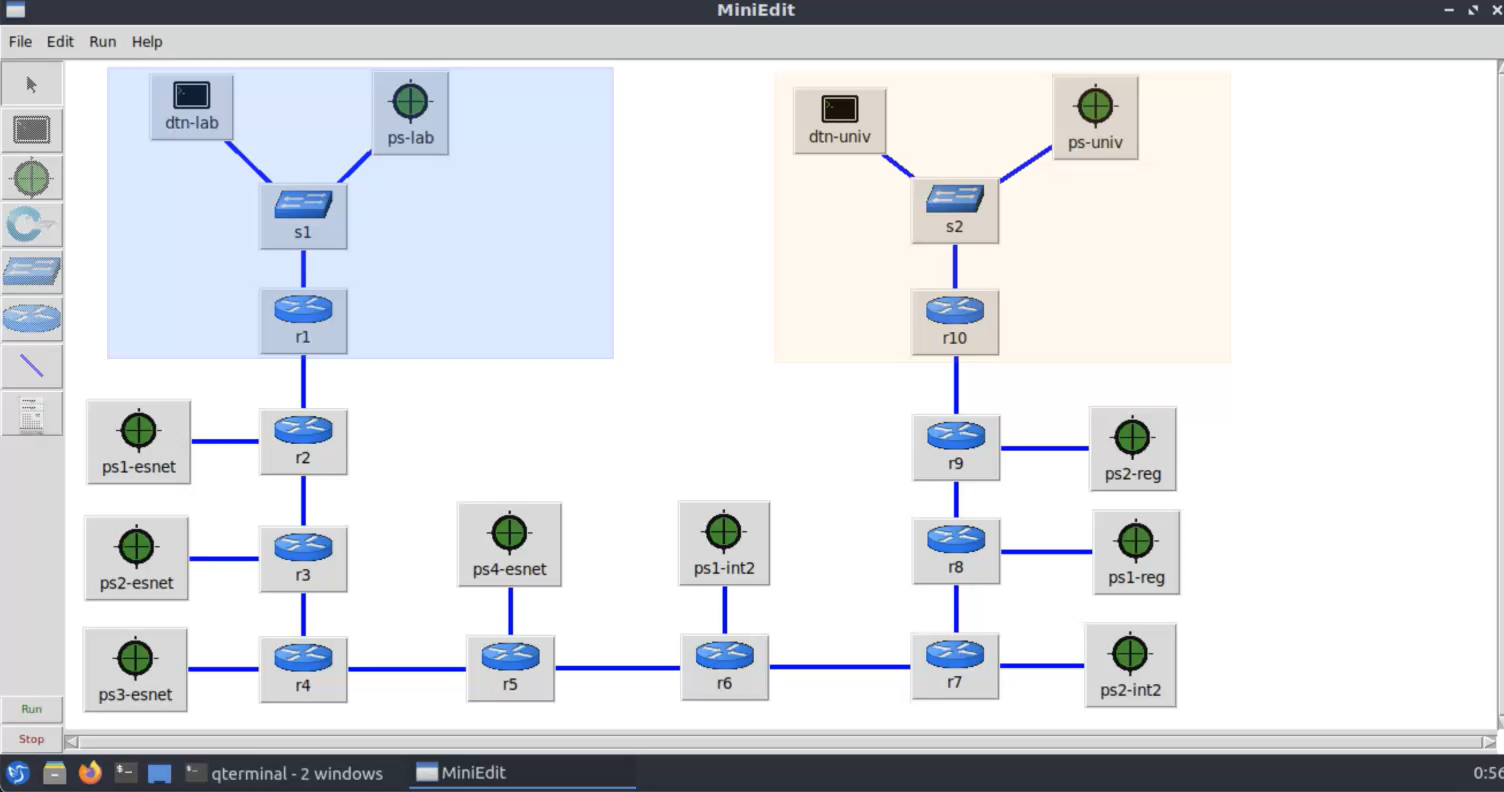 MiniEdit
File Edit Run Help
dtn-lab
ps-lab
dtn-univ
ps-univ
s1
s2
r1
r10
ps1-esnet
r2
r9
ps2-reg
ps2-esnet
r3
ps4-esnet
ps1-int2
r8
ps1-reg
ps3-esnet
r4
r5
r6
r7
ps2-int2
Run
Stop
qterminal - 2 windows
MiniEdit
0:56